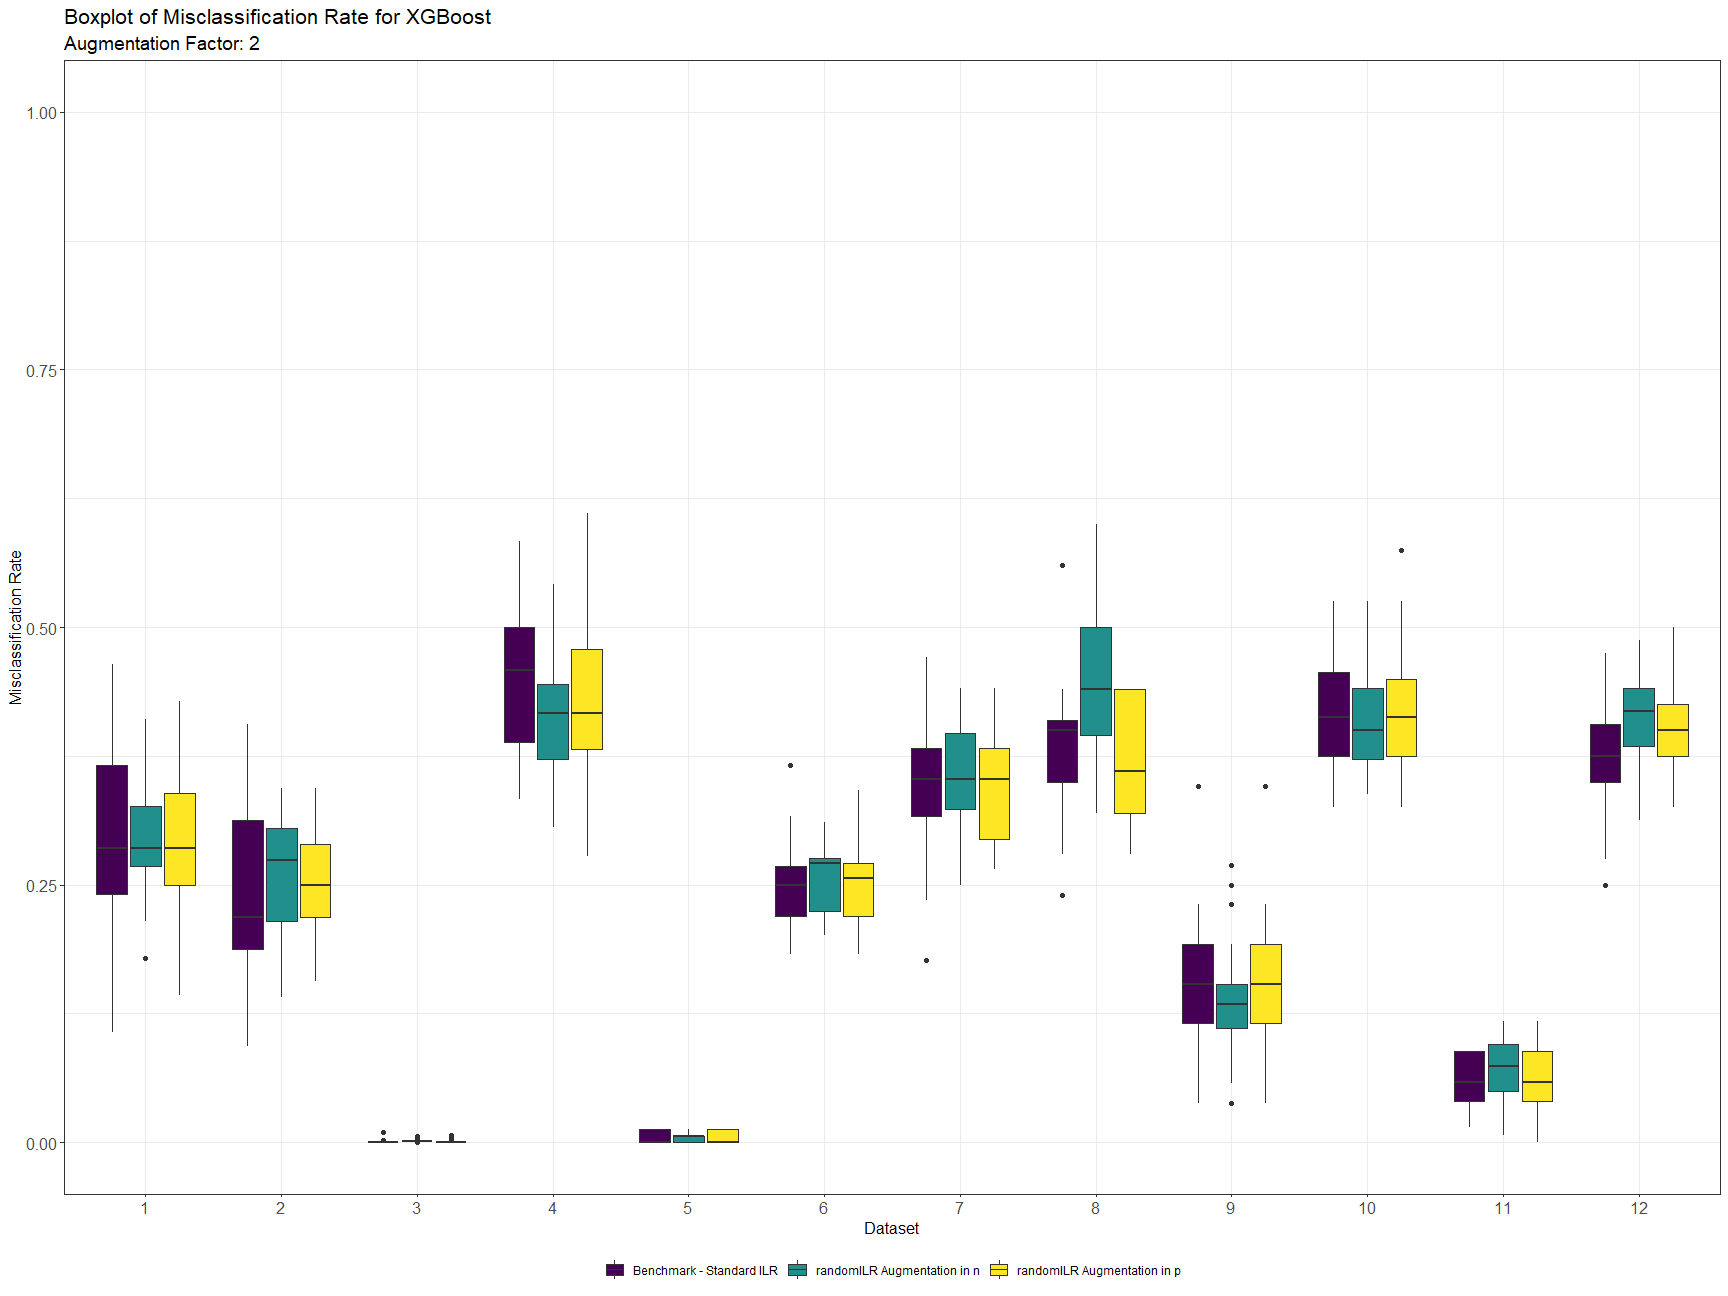 Boxplot of Misclassification Rate for XGBoost
Augmentation Factor: 2
Misclassification Rate
1.00
0.75
0.50
0.25
0.00
1 2 3 4 5 6 7 8 9 10 11 12
Dataset
Benchmark - Standard ILR randomILR Augmentation in n randomILR Augmentation in p